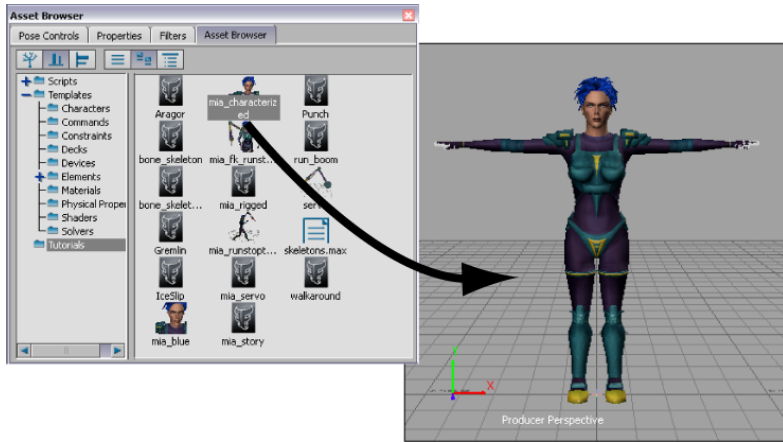 Asset Browser
Pose Controls
Properties
Filters
Asset Browser
Scripts
Templates
Characters
Commands
Constraints
Decks
Devices
Elements
Materials
Physical Proper
Shaders
Solvers
Tutorials
Aragor
mia_characteriz
ed
Punch
bone_skeleton
mia_fk_runst...
run_boom
bone_skelet...
mia_rigged
Gremlin
mia_runstopt...
skeletons.max
IceSlip
mia_servo
walkaround
mia_blue
mia_story
Y
X
Producer Perspective